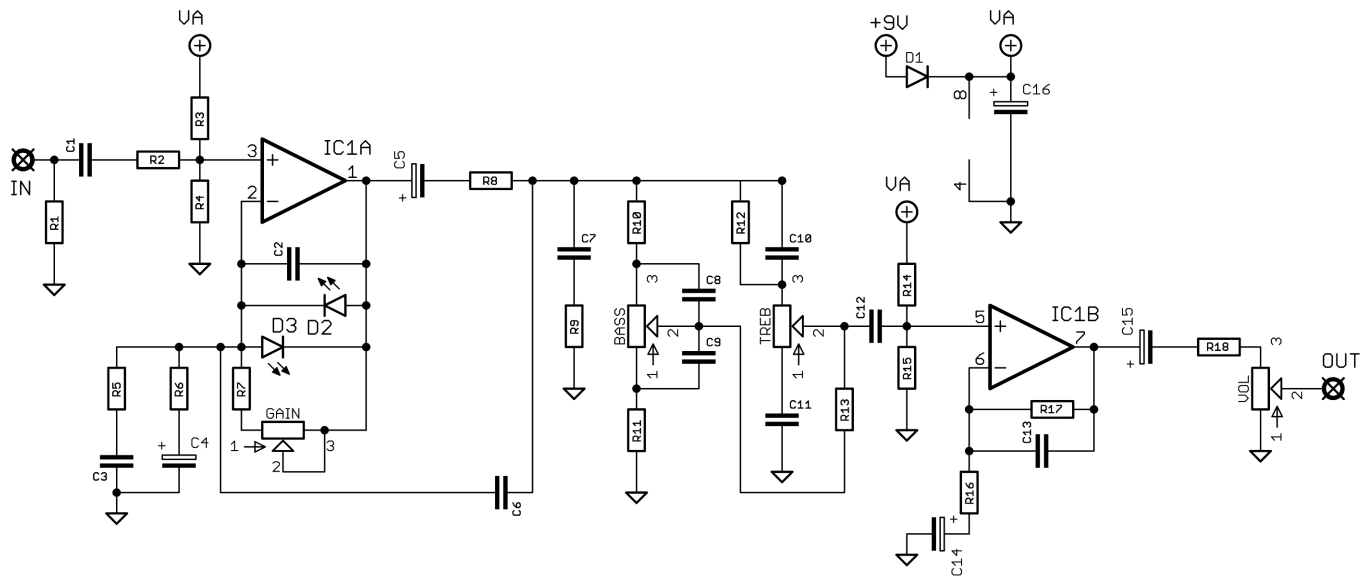 VA
+9V
VA
D1
8
+
C16
4
R3
C1
IN
R2
3
IC1A
+
1
2
−
R1
R4
C5
+
R8
VA
C2
D3
D2
R5
R6
R7
GAIN
1
2
3
C3
+
C4
C6
C7
R9
R10
3
C8
BASS
2
C9
1
R11
R12
C10
3
TREB
2
1
C11
C12
R13
R14
R15
5
+
IC1B
7
6
−
R17
C13
R16
+
C14
C15
+
R18
3
VOL
2
1
OUT